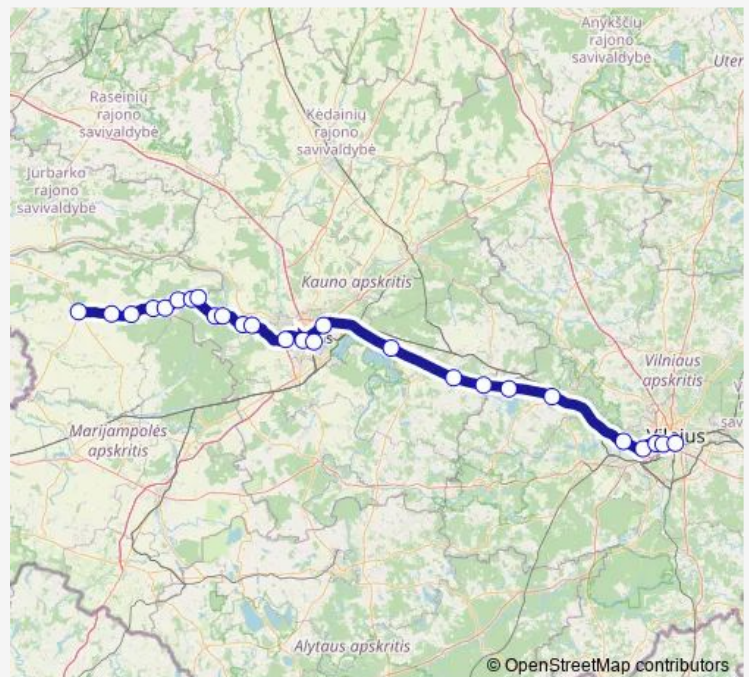 Anykščių
rajono
savivaldybė
Raseinių
rajono
savivaldybė
Kėdainių
rajono
savivaldybė
Jurbarko
rajono
savivaldybė
Kauno apskritis
Vilniaus
apskritis
Marijampolės
apskritis
Vilnius
Alytaus apskritis
© OpenStreetMap contributors